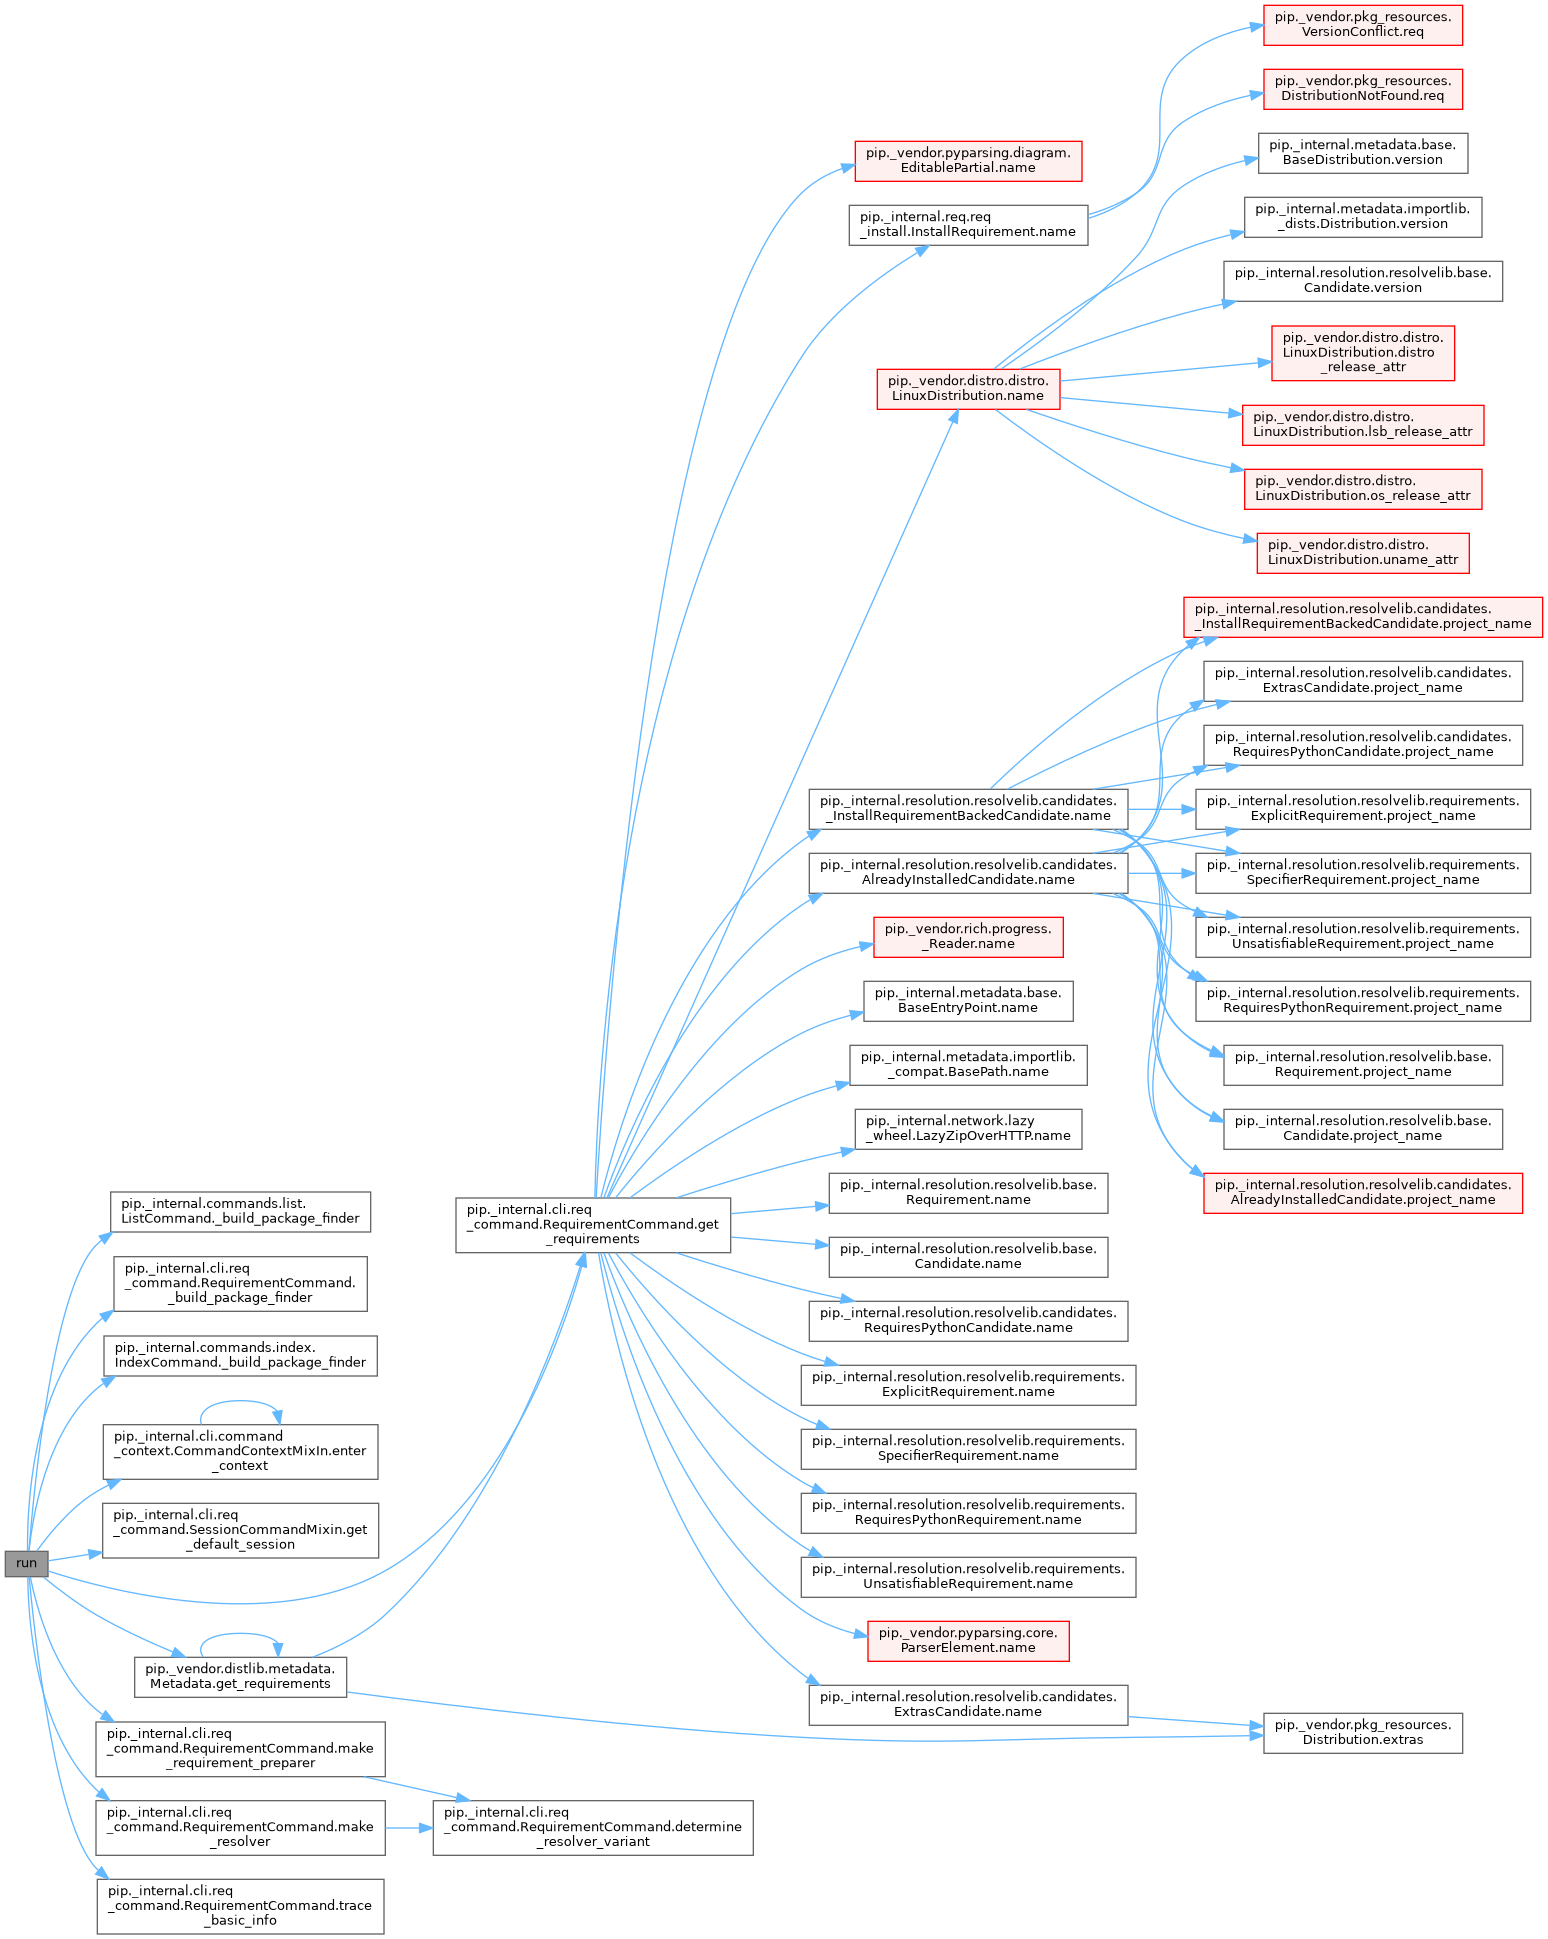 run
pip._internal.commands.list.
ListCommand._build_package_finder
pip._internal.cli.req
_command.RequirementCommand.
_build_package_finder
pip._internal.commands.index.
IndexCommand._build_package_finder
pip._internal.cli.command
_context.CommandContextMixIn.enter
_context
pip._internal.cli.req
_command.SessionCommandMixin.get
_default_session
pip._vendor.distlib.metadata.
Metadata.get_requirements
pip._internal.cli.req
_command.RequirementCommand.make
_requirement_preparer
pip._internal.cli.req
_command.RequirementCommand.make
_resolver
pip._internal.cli.req
_command.RequirementCommand.trace
_basic_info
pip._internal.cli.req
_command.RequirementCommand.get
_requirements
pip._internal.cli.req
_command.RequirementCommand.determine
_resolver_variant
pip._vendor.pyparsing.diagram.
EditablePartial.name
pip._internal.req.req
_install.InstallRequirement.name
pip._vendor.distro.distro.
LinuxDistribution.name
pip._internal.resolution.resolvelib.candidates.
_InstallRequirementBackedCandidate.name
pip._internal.resolution.resolvelib.candidates.
AlreadyInstalledCandidate.name
pip._vendor.rich.progress.
_Reader.name
pip._internal.metadata.base.
BaseEntryPoint.name
pip._internal.metadata.importlib.
_compat.BasePath.name
pip._internal.network.lazy
_wheel.LazyZipOverHTTP.name
pip._internal.resolution.resolvelib.base.
Requirement.name
pip._internal.resolution.resolvelib.base.
Candidate.name
pip._internal.resolution.resolvelib.candidates.
RequiresPythonCandidate.name
pip._internal.resolution.resolvelib.requirements.
ExplicitRequirement.name
pip._internal.resolution.resolvelib.requirements.
SpecifierRequirement.name
pip._internal.resolution.resolvelib.requirements.
RequiresPythonRequirement.name
pip._internal.resolution.resolvelib.requirements.
UnsatisfiableRequirement.name
pip._vendor.pyparsing.core.
ParserElement.name
pip._internal.resolution.resolvelib.candidates.
ExtrasCandidate.name
pip._vendor.pkg_resources.
VersionConflict.req
pip._vendor.pkg_resources.
DistributionNotFound.req
pip._internal.metadata.base.
BaseDistribution.version
pip._internal.metadata.importlib.
_dists.Distribution.version
pip._internal.resolution.resolvelib.base.
Candidate.version
pip._vendor.distro.distro.
LinuxDistribution.distro
_release_attr
pip._vendor.distro.distro.
LinuxDistribution.lsb_release_attr
pip._vendor.distro.distro.
LinuxDistribution.os_release_attr
pip._vendor.distro.distro.
LinuxDistribution.uname_attr
pip._internal.resolution.resolvelib.candidates.
_InstallRequirementBackedCandidate.project_name
pip._internal.resolution.resolvelib.candidates.
ExtrasCandidate.project_name
pip._internal.resolution.resolvelib.candidates.
RequiresPythonCandidate.project_name
pip._internal.resolution.resolvelib.requirements.
ExplicitRequirement.project_name
pip._internal.resolution.resolvelib.requirements.
SpecifierRequirement.project_name
pip._internal.resolution.resolvelib.requirements.
UnsatisfiableRequirement.project_name
pip._internal.resolution.resolvelib.requirements.
RequiresPythonRequirement.project_name
pip._internal.resolution.resolvelib.base.
Requirement.project_name
pip._internal.resolution.resolvelib.base.
Candidate.project_name
pip._internal.resolution.resolvelib.candidates.
AlreadyInstalledCandidate.project_name
pip._vendor.pkg_resources.
Distribution.extras